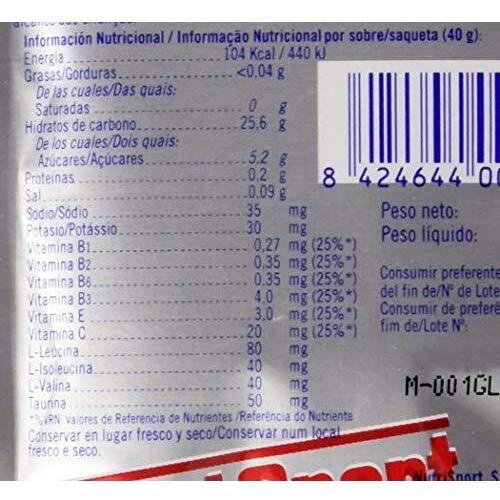 Información Nutricional / Informação Nutricional por sobre/saqueta (40 g):
Energía 104 Kcal / 440 kJ
Grasas/Gorduras <0,04 g
De las cuales/Das quais:
Saturadas 0 g
Hidratos de carbono 25,6 g
De los cuales/Dois quais:
Azúcares/Açúcares 5,2 g
Proteínas 0,2 g
Sal 0,09 g
Sodio/Sódio 35 mg
Potasio/Potássio 30 mg
Vitamina B1 0,27 mg (25%*)
Vitamina B2 0,35 mg (25%*)
Vitamina B6 0,35 mg (25%*)
Vitamina B3 4,0 mg (25%*)
Vitamina E 3,0 mg (25%*)
Vitamina C 20 mg (25%*)
L-Leucina 80 mg
L-Isoleucina 40 mg
L-Valina 40 mg
Taurina 50 mg
*%VRN: Valores de Referencia de Nutrientes /Referência do Nutriente
Conservar en lugar fresco y seco/Conservar num local
fresco e seco.
8 424644 00
Peso neto:
Peso líquido:
Consumir preferente
del fin de/Nº de Lote
Consumir de preferê
fim de/Lote Nº:
M-001GL
NutriSport S